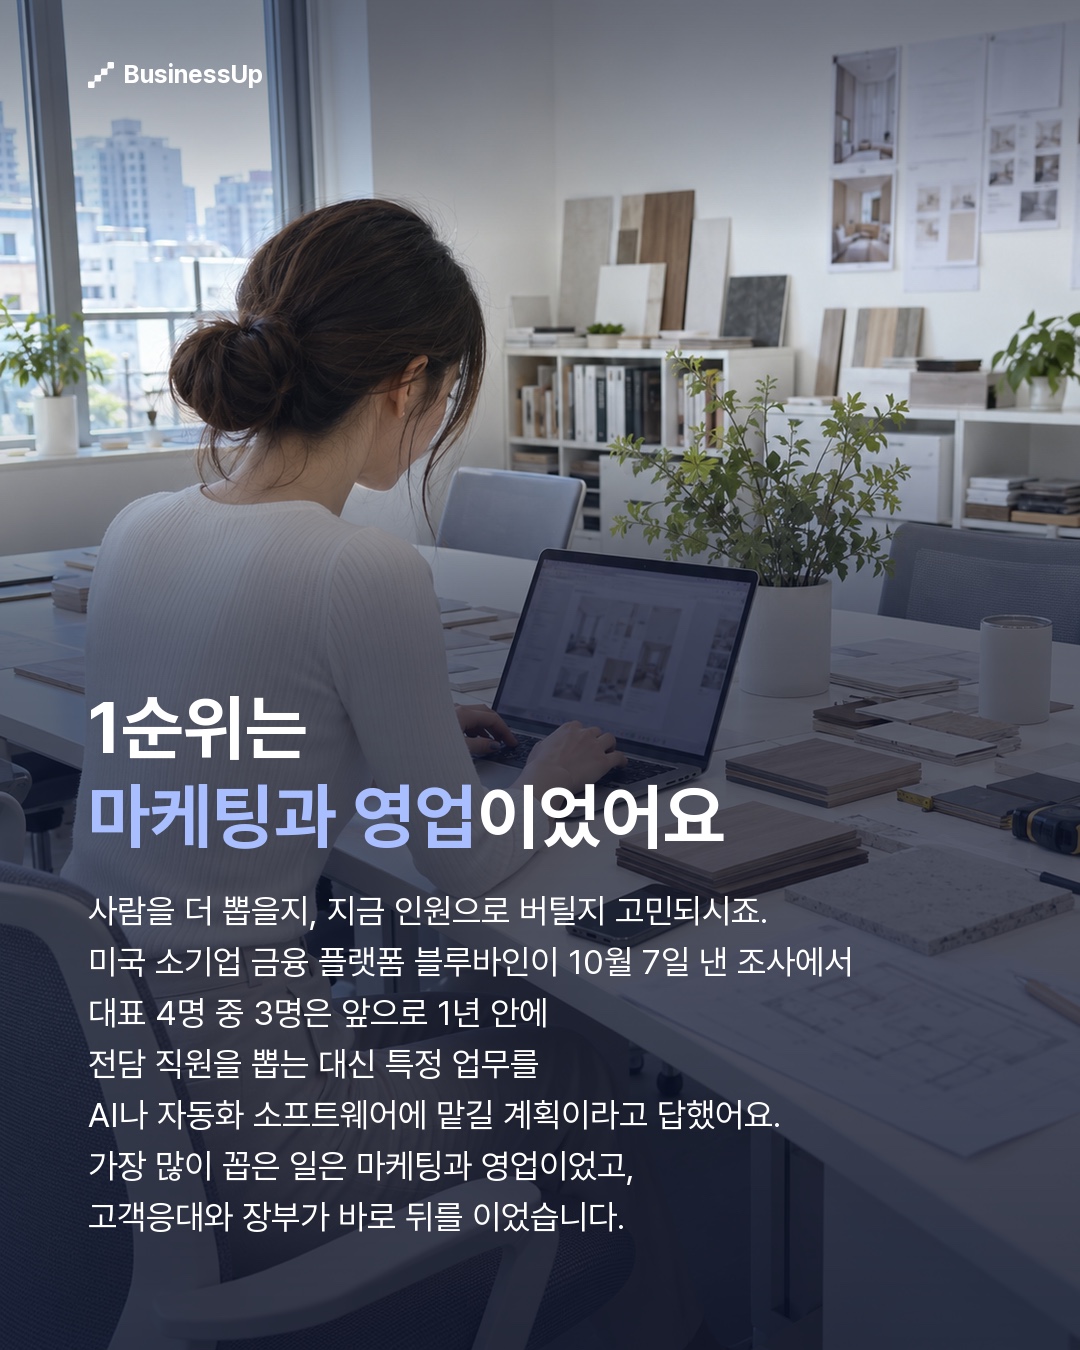 BusinessUp
1순위는
마케팅과 영업이었어요
사람을 더 뽑을지, 지금 인원으로 버틸지 고민되시죠.
미국 소기업 금융 플랫폼 블루바인이 10월 7일 낸 조사에서
대표 4명 중 3명은 앞으로 1년 안에
전담 직원을 뽑는 대신 특정 업무를
AI나 자동화 소프트웨어에 맡길 계획이라고 답했어요.
가장 많이 꼽은 일은 마케팅과 영업이었고,
고객응대와 장부가 바로 뒤를 이었습니다.